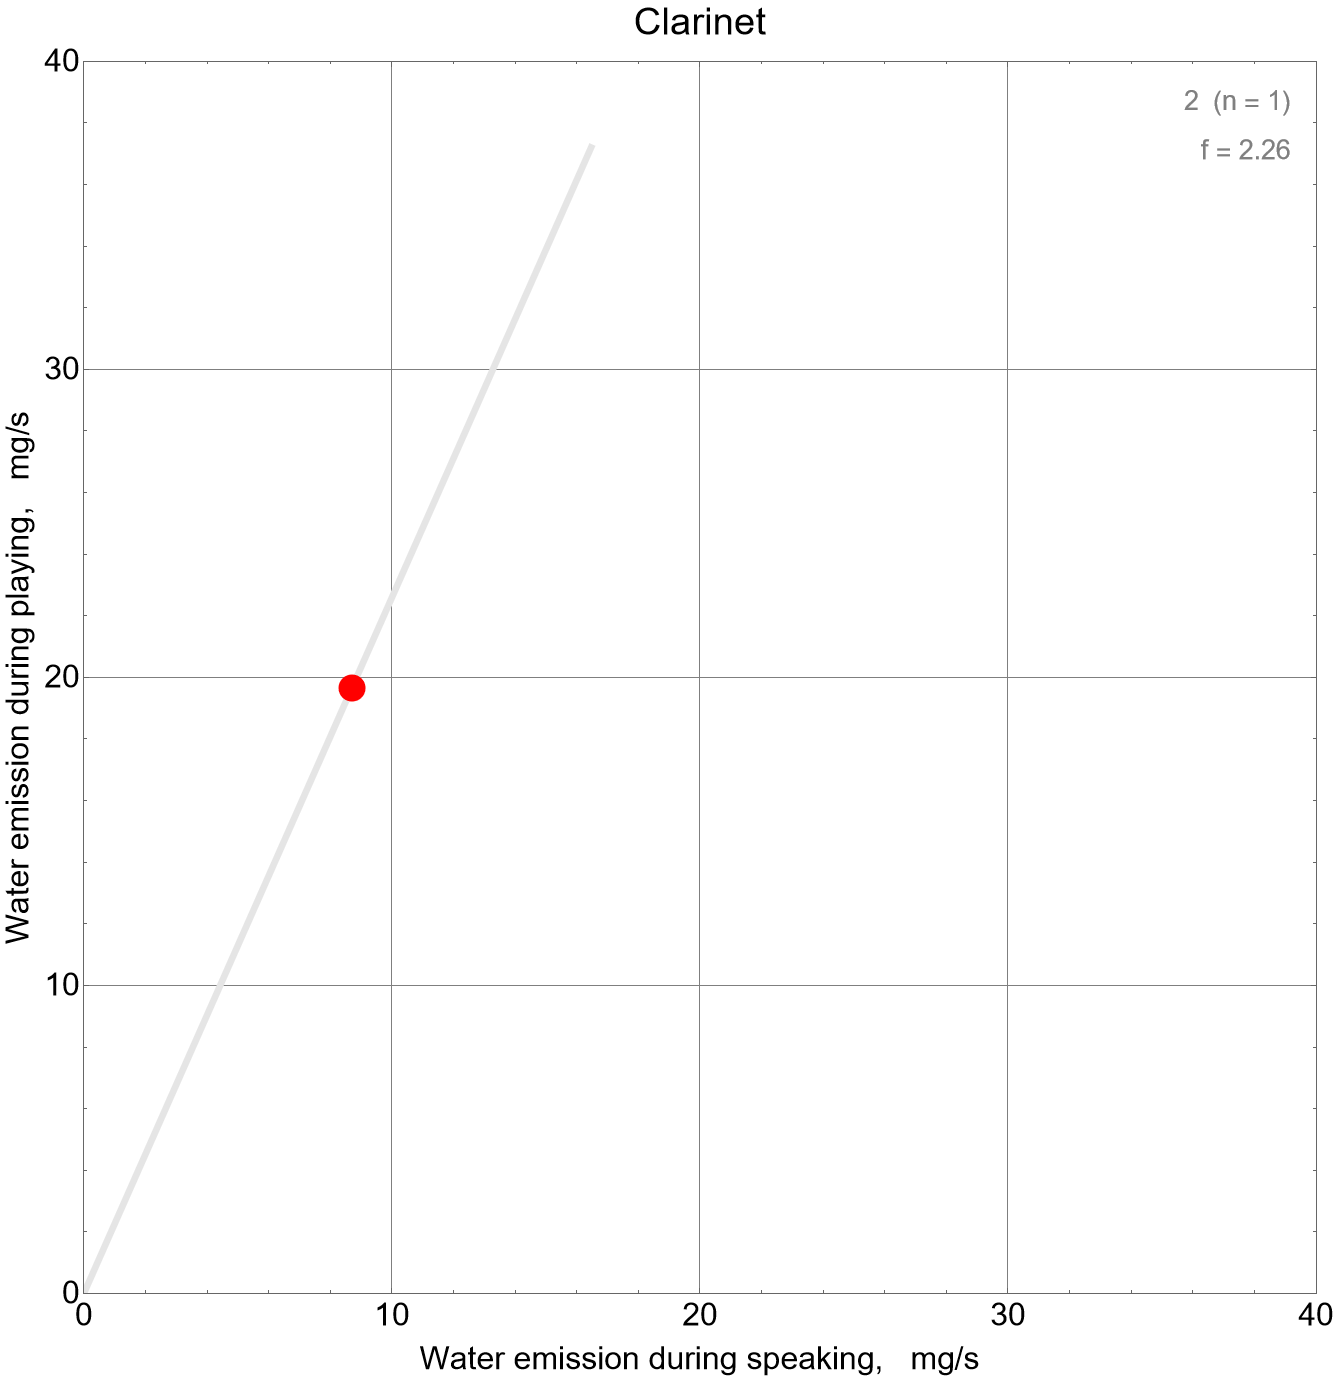 Clarinet
2 (n = 1)
f = 2.26
40
30
20
10
0
Water emission during playing, mg/s
0 10 20 30 40
Water emission during speaking, mg/s